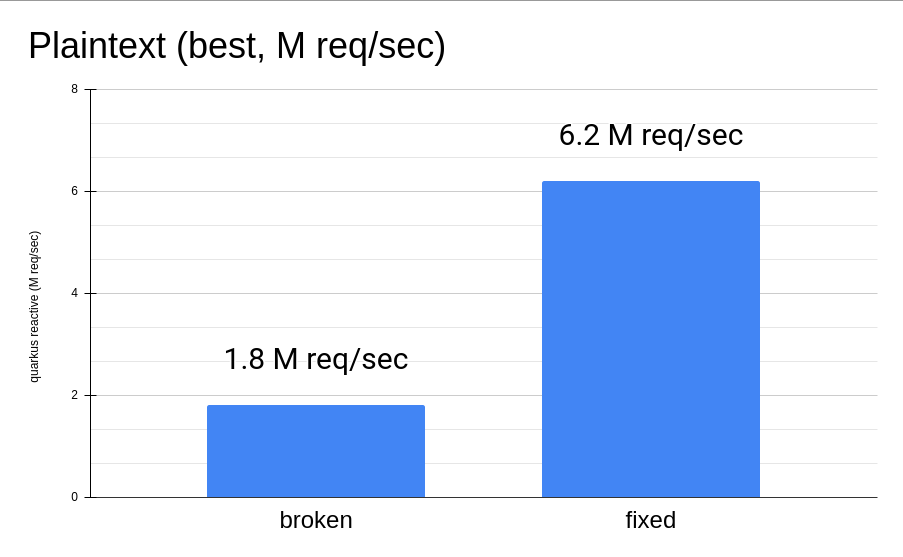 Plaintext (best, M req/sec)
8
6
4
2
0
quarkus reactive (M req/sec)
1.8 M req/sec
6.2 M req/sec
broken
fixed